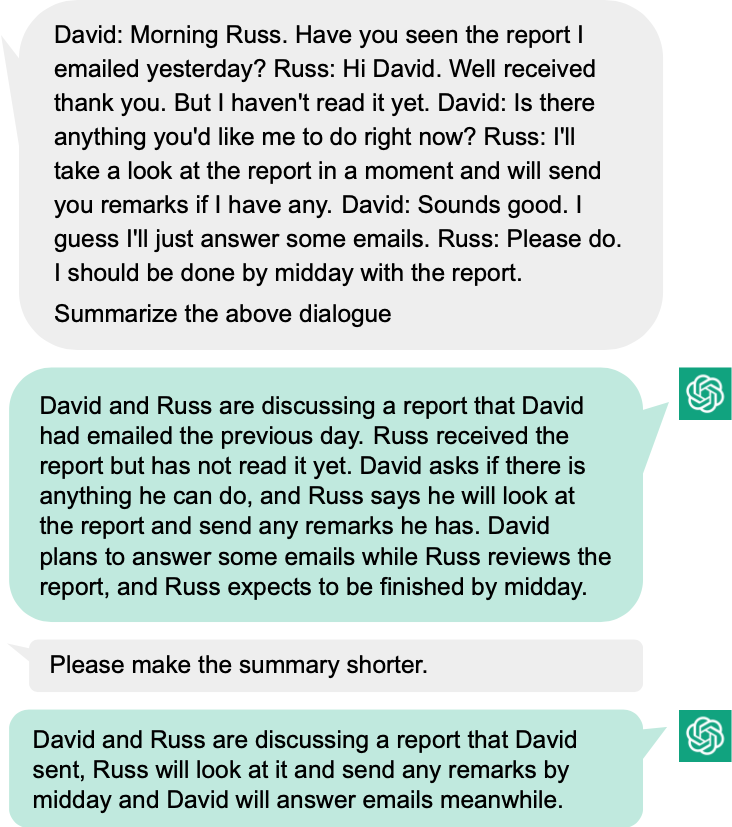 David: Morning Russ. Have you seen the report I
emailed yesterday? Russ: Hi David. Well received
thank you. But I haven't read it yet. David: Is there
anything you'd like me to do right now? Russ: I'll
take a look at the report in a moment and will send
you remarks if I have any. David: Sounds good. I
guess I'll just answer some emails. Russ: Please do.
I should be done by midday with the report.
Summarize the above dialogue
David and Russ are discussing a report that David
had emailed the previous day. Russ received the
report but has not read it yet. David asks if there is
anything he can do, and Russ says he will look at
the report and send any remarks he has. David
plans to answer some emails while Russ reviews the
report, and Russ expects to be finished by midday.
Please make the summary shorter.
David and Russ are discussing a report that David
sent, Russ will look at it and send any remarks by
midday and David will answer emails meanwhile.